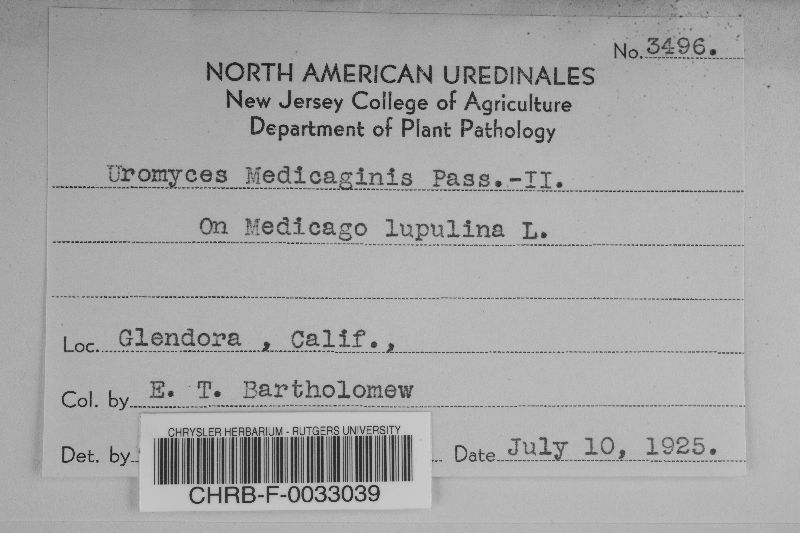 No. 3496.
NORTH AMERICAN UREDINALES
New Jersey College of Agriculture
Department of Plant Pathology
Uromyces Medicaginis Pass.-II.
On Medicago lupulina L.
Loc. Glendora , Calif.,
Col. by E. T. Bartholomew
Det. by Date July 10, 1925.
CHRYSLER HERBARIUM - RUTGERS UNIVERSITY
CHRB-F-0033039